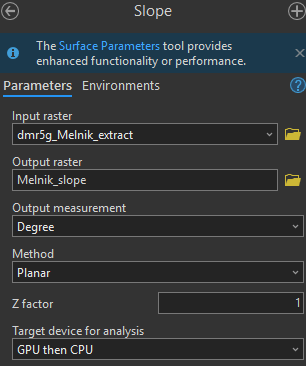 Slope
The Surface Parameters tool provides
enhanced functionality or performance.
Parameters Environments
Input raster
dmr5g_Melnik_extract
Output raster
Melnik_slope
Output measurement
Degree
Method
Planar
Z factor 1
Target device for analysis
GPU then CPU